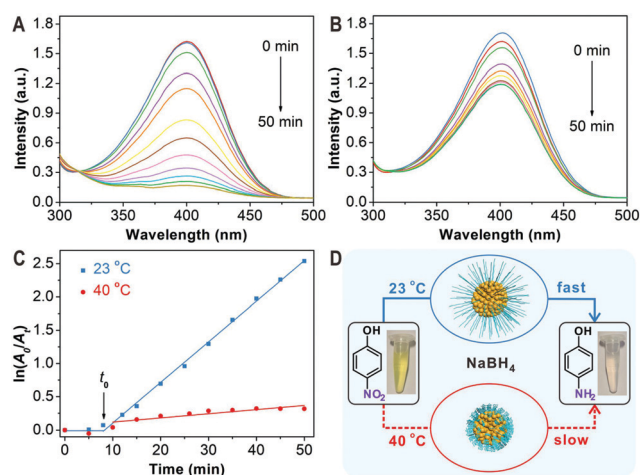 A
1.8
1.5
1.2
0.9
0.6
0.3
0.0
Intensity (a.u.)
0 min
50 min
300 350 400 450 500
Wavelength (nm)
B
1.8
1.5
1.2
0.9
0.6
0.3
0.0
Intensity (a.u.)
0 min
50 min
300 350 400 450 500
Wavelength (nm)
C
2.5
2.0
1.5
1.0
0.5
0.0
ln(A₀/Aₜ)
23 °C
40 °C
t₀
0 10 20 30 40 50
Time (min)
D
23 °C
fast
OH
NO₂
NaBH₄
OH
NH₂
40 °C
slow